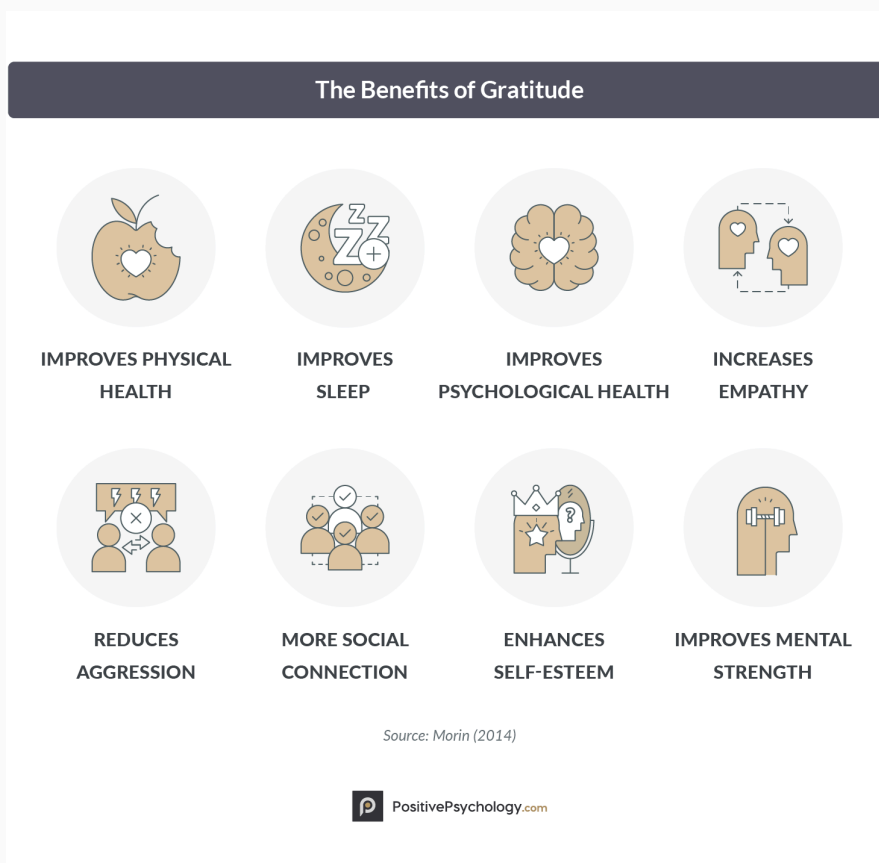 The Benefits of Gratitude
IMPROVES PHYSICAL
HEALTH
IMPROVES
SLEEP
IMPROVES
PSYCHOLOGICAL HEALTH
INCREASES
EMPATHY
REDUCES
AGGRESSION
MORE SOCIAL
CONNECTION
ENHANCES
SELF-ESTEEM
IMPROVES MENTAL
STRENGTH
Source: Morin (2014)
PositivePsychology.com